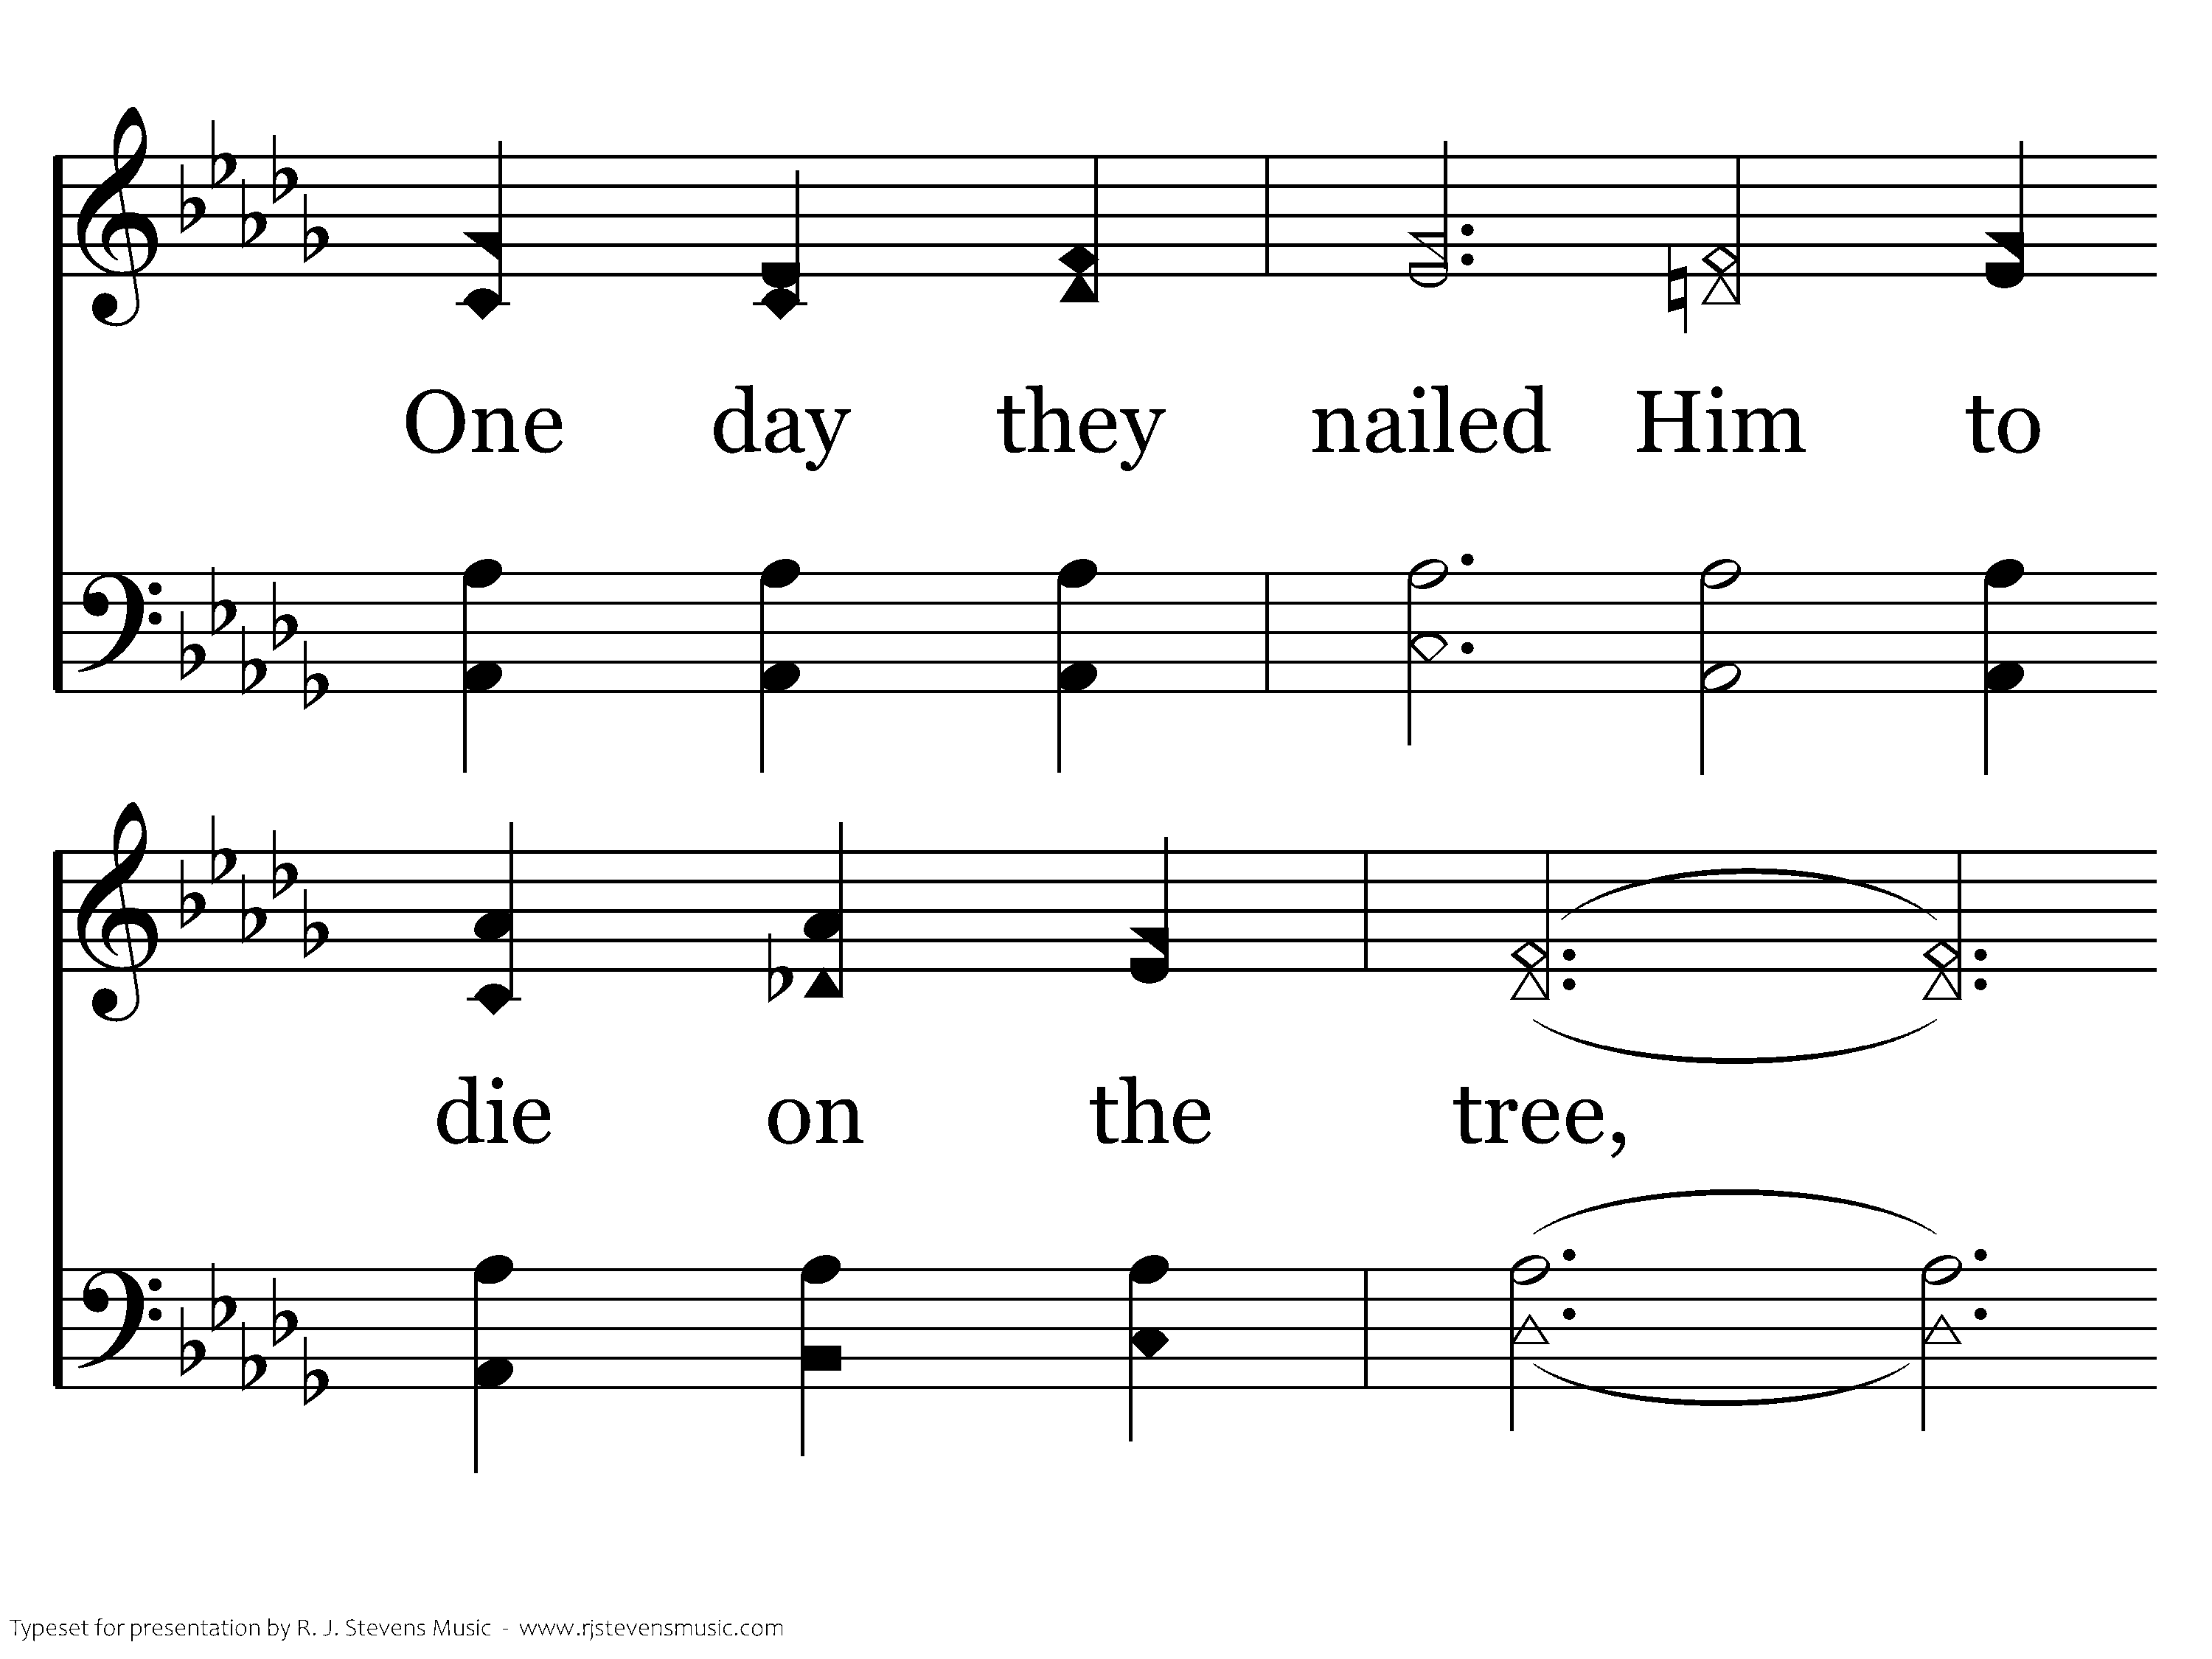 One day they nailed Him to
die on the tree,
Typeset for presentation by R. J. Stevens Music - www.rjstevensmusic.com